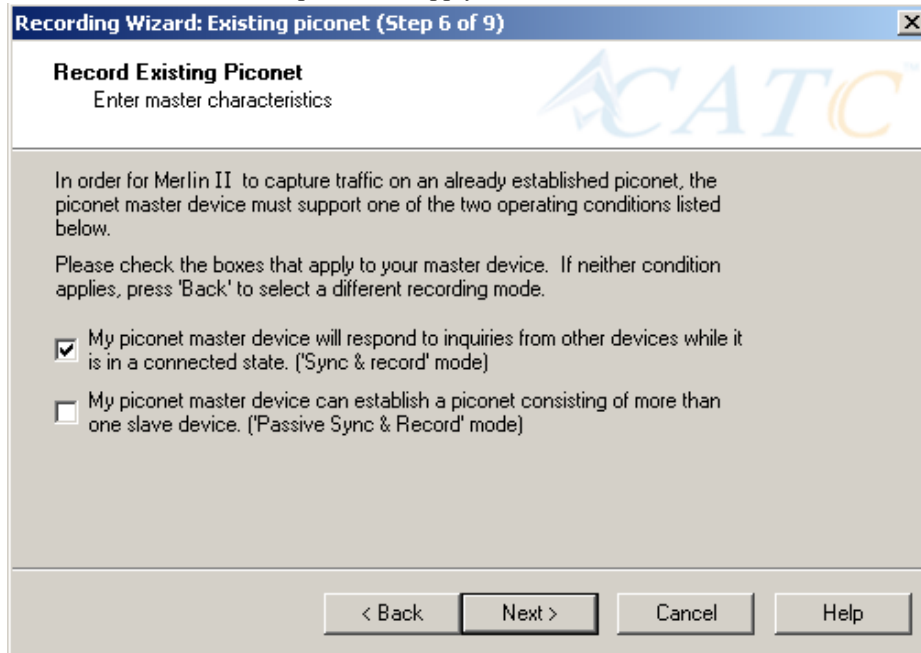 Recording Wizard: Existing piconet (Step 6 of 9)
Record Existing Piconet
Enter master characteristics
CATC
In order for Merlin II to capture traffic on an already established piconet, the
piconet master device must support one of the two operating conditions listed
below.
Please check the boxes that apply to your master device. If neither condition
applies, press 'Back' to select a different recording mode.
My piconet master device will respond to inquiries from other devices while it
is in a connected state. ('Sync & record' mode)
My piconet master device can establish a piconet consisting of more than
one slave device. ('Passive Sync & Record' mode)
< Back
Next >
Cancel
Help